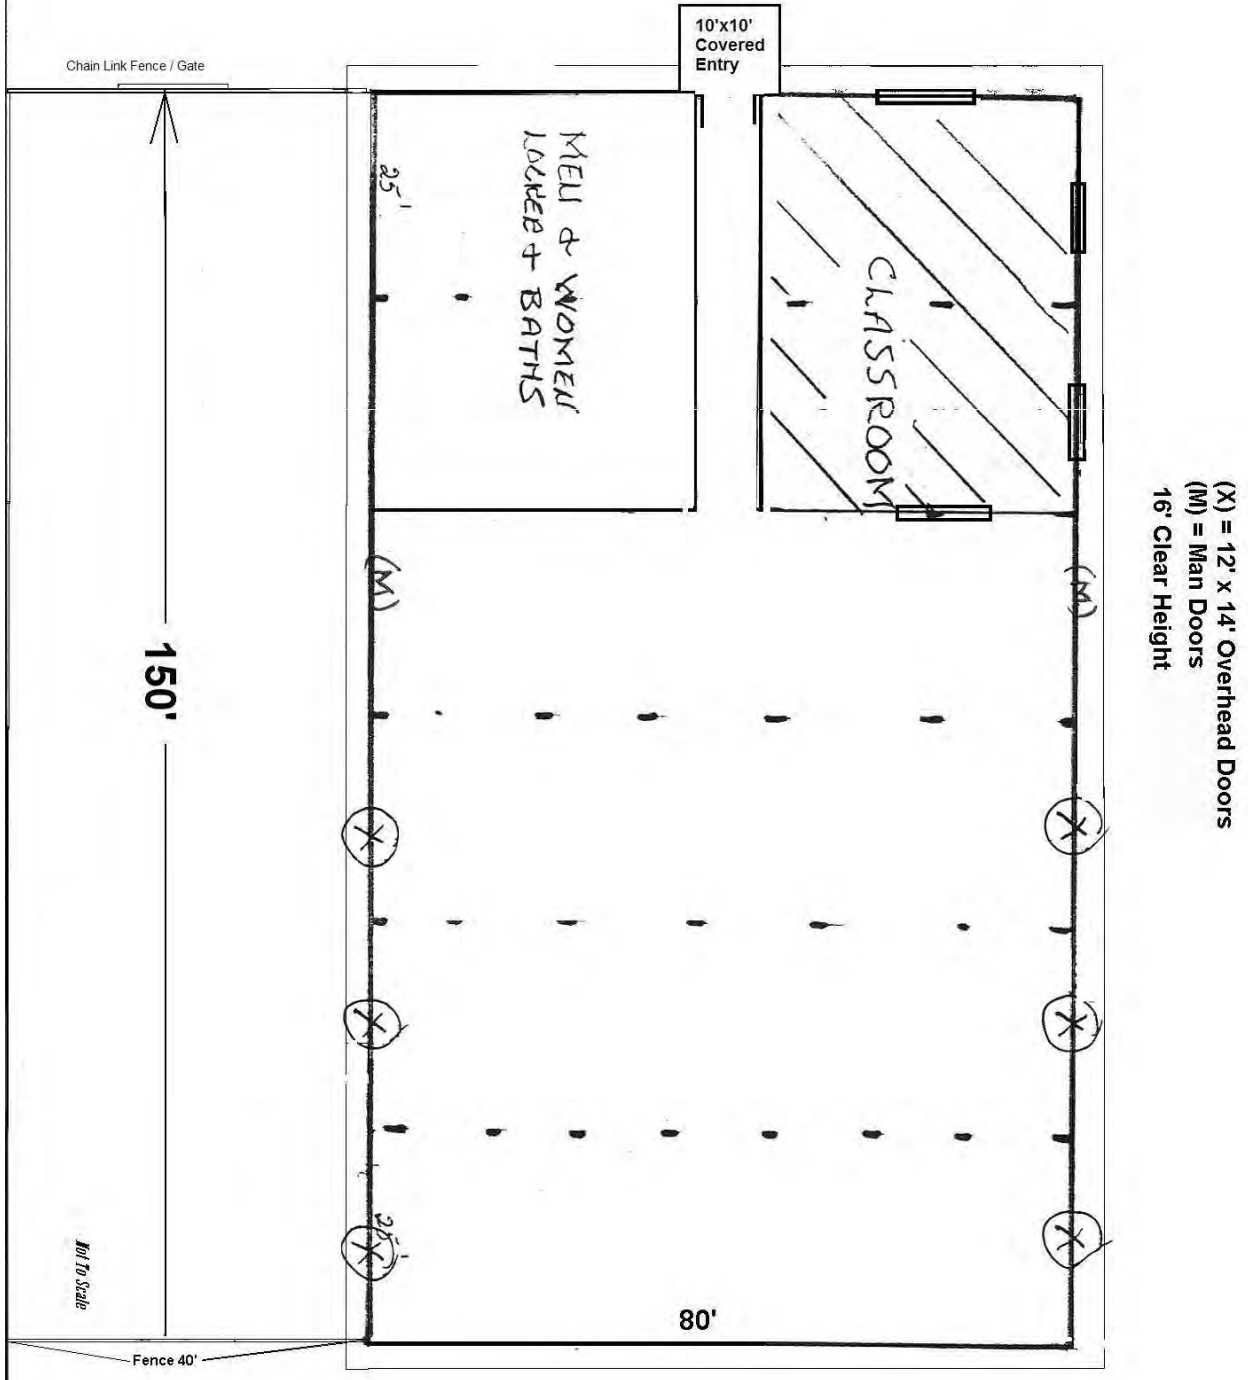 10'x10'
Covered
Entry
Chain Link Fence / Gate
25'
MEN & WOMEN
LOCKER + BATHS
CLASSROOM
(X) = 12' x 14' Overhead Doors
(M) = Man Doors
16' Clear Height
(M)
(M)
150'
X
X
X
X
25'
X
X
Not To Scale
80'
Fence 40'